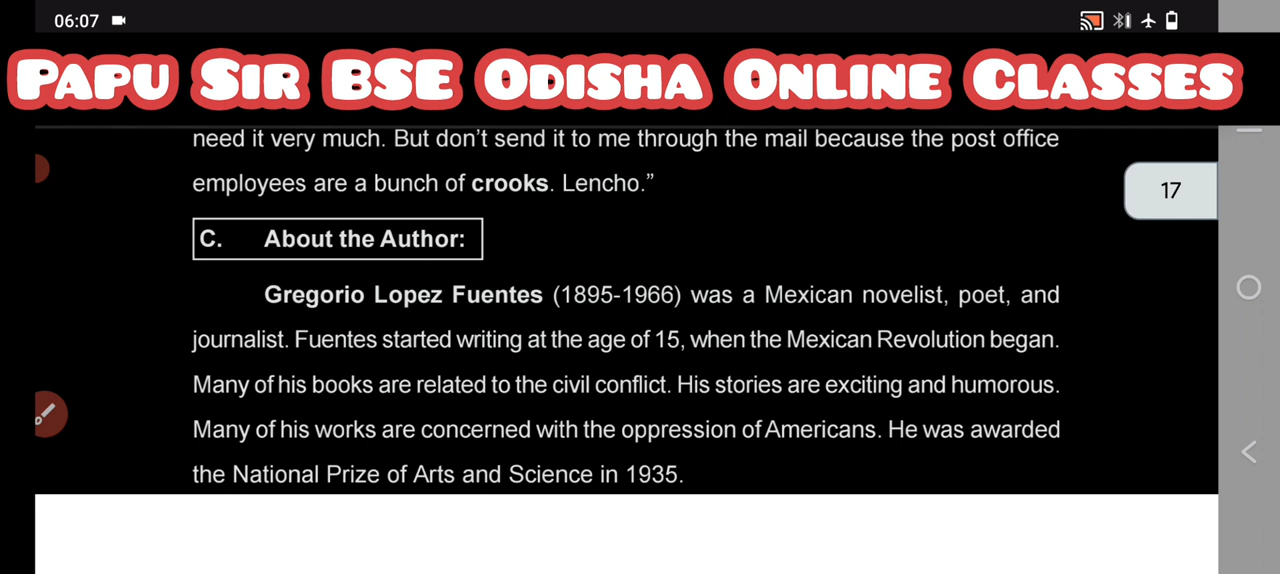 06:07
PAPU SIR BSE ODISHA ONLINE CLASSES
need it very much. But don't send it to me through the mail because the post office
employees are a bunch of crooks. Lencho.”
17
C. About the Author:
Gregorio Lopez Fuentes (1895-1966) was a Mexican novelist, poet, and
journalist. Fuentes started writing at the age of 15, when the Mexican Revolution began.
Many of his books are related to the civil conflict. His stories are exciting and humorous.
Many of his works are concerned with the oppression of Americans. He was awarded
the National Prize of Arts and Science in 1935.